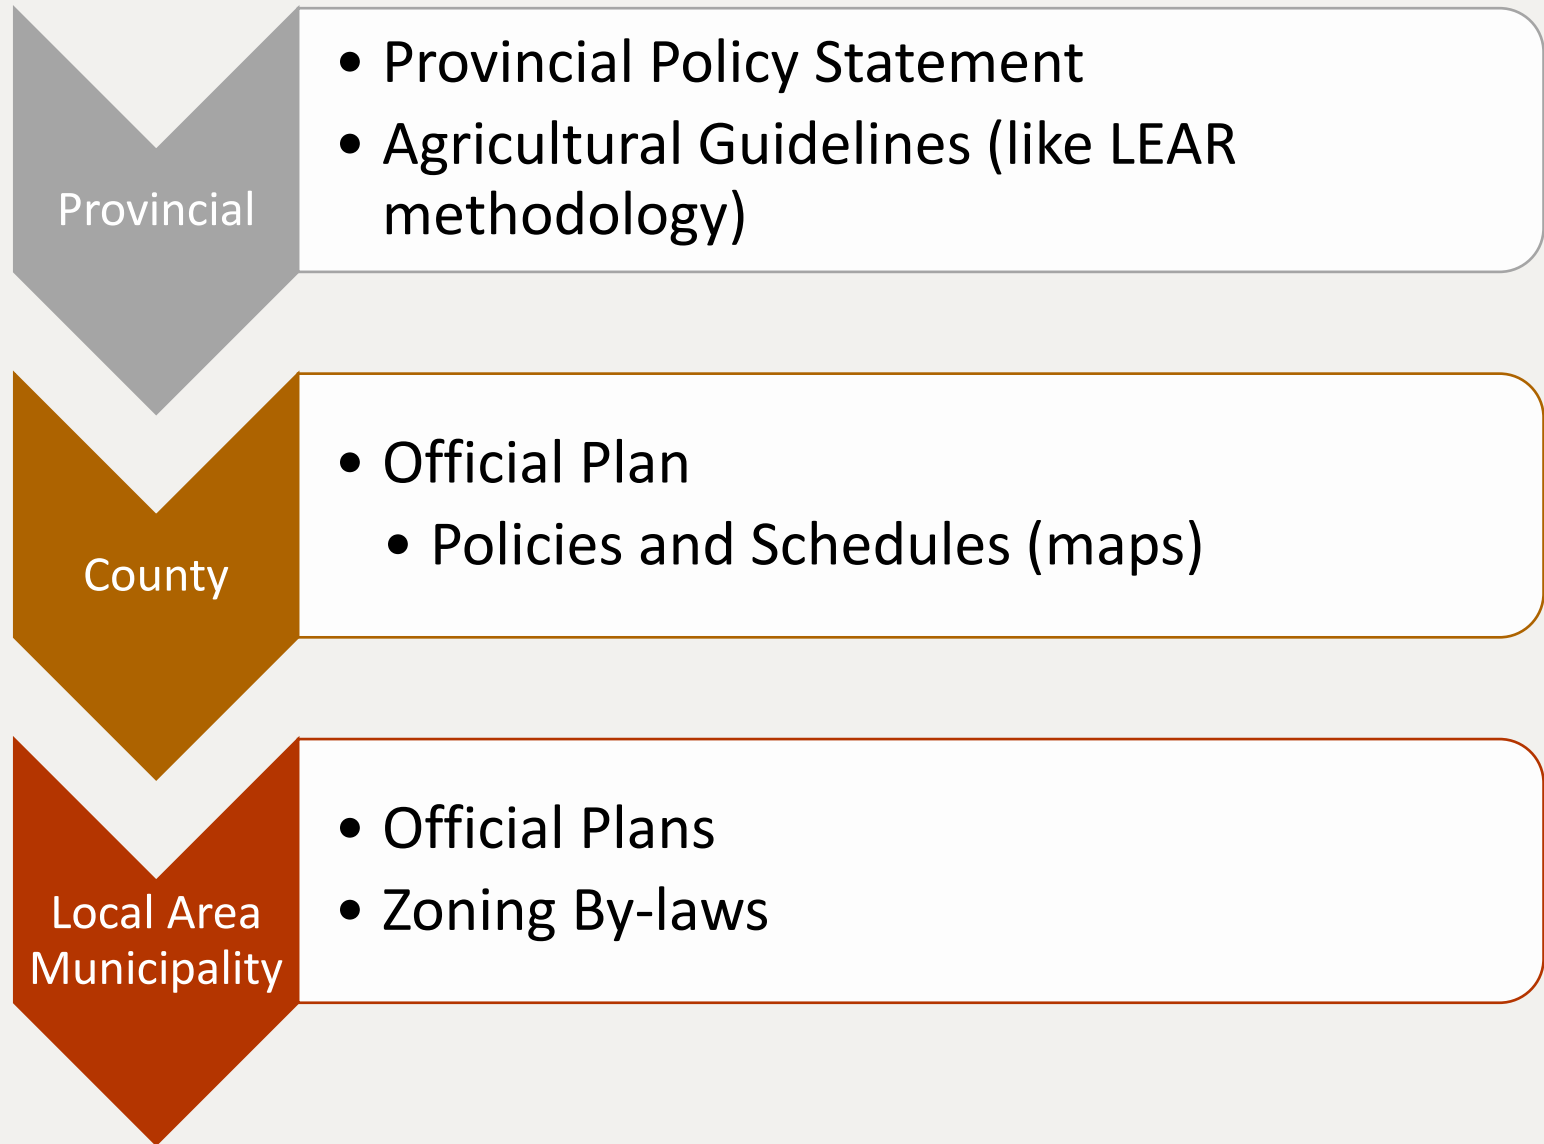 Provincial
• Provincial Policy Statement
• Agricultural Guidelines (like LEAR
methodology)
County
• Official Plan
• Policies and Schedules (maps)
Local Area
Municipality
• Official Plans
• Zoning By-laws